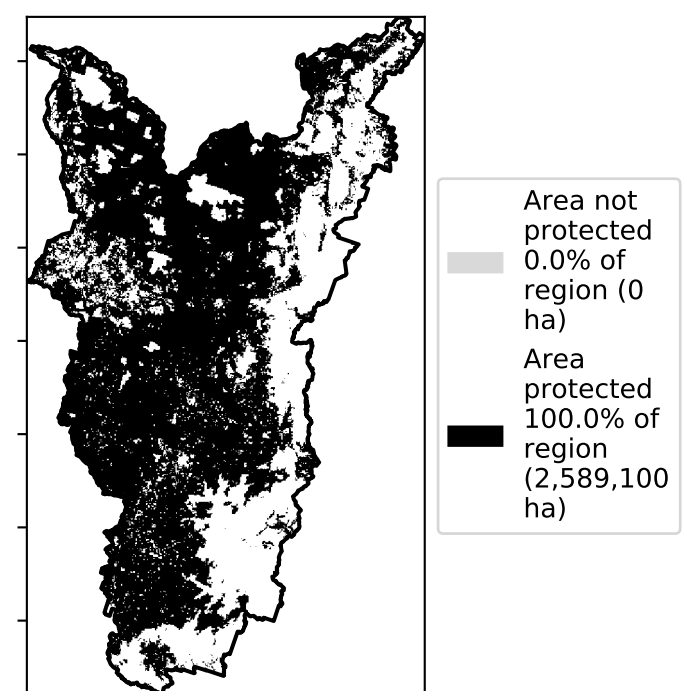 Area not
protected
0.0% of
region (0
ha)
Area
protected
100.0% of
region
(2,589,100
ha)